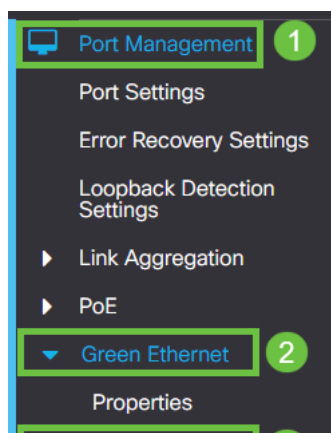 Port Management 1
Port Settings
Error Recovery Settings
Loopback Detection
Settings
Link Aggregation
PoE
Green Ethernet 2
Properties